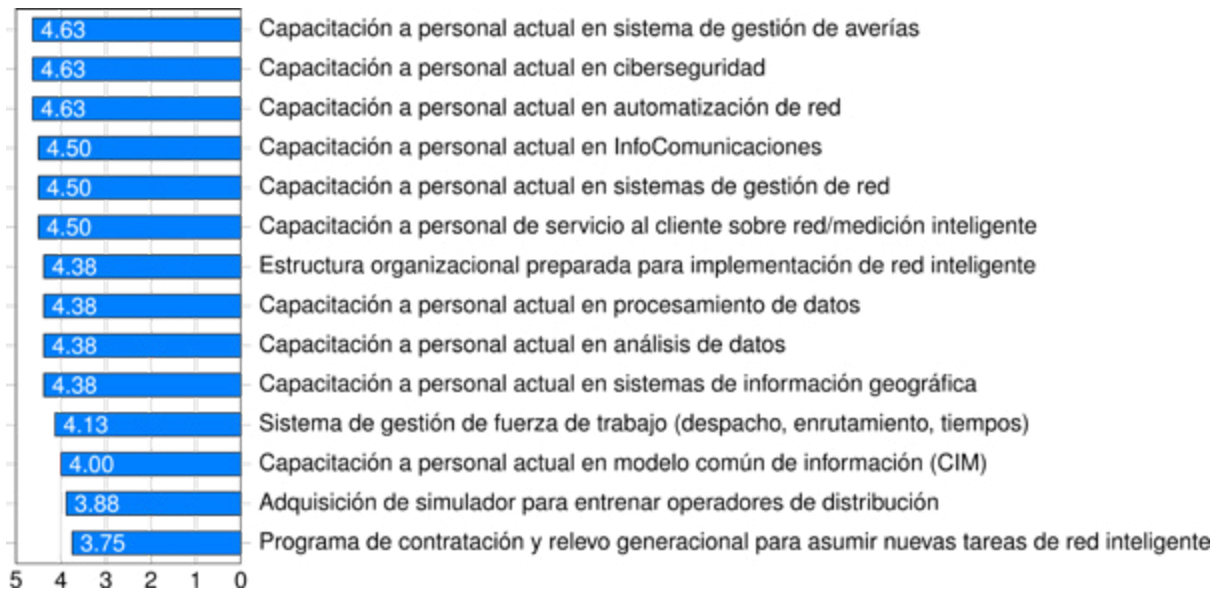 4.63 Capacitación a personal actual en sistema de gestión de averías
4.63 Capacitación a personal actual en ciberseguridad
4.63 Capacitación a personal actual en automatización de red
4.50 Capacitación a personal actual en InfoComunicaciones
4.50 Capacitación a personal actual en sistemas de gestión de red
4.50 Capacitación a personal de servicio al cliente sobre red/medición inteligente
4.38 Estructura organizacional preparada para implementación de red inteligente
4.38 Capacitación a personal actual en procesamiento de datos
4.38 Capacitación a personal actual en análisis de datos
4.38 Capacitación a personal actual en sistemas de información geográfica
4.13 Sistema de gestión de fuerza de trabajo (despacho, enrutamiento, tiempos)
4.00 Capacitación a personal actual en modelo común de información (CIM)
3.88 Adquisición de simulador para entrenar operadores de distribución
3.75 Programa de contratación y relevo generacional para asumir nuevas tareas de red inteligente
5 4 3 2 1 0